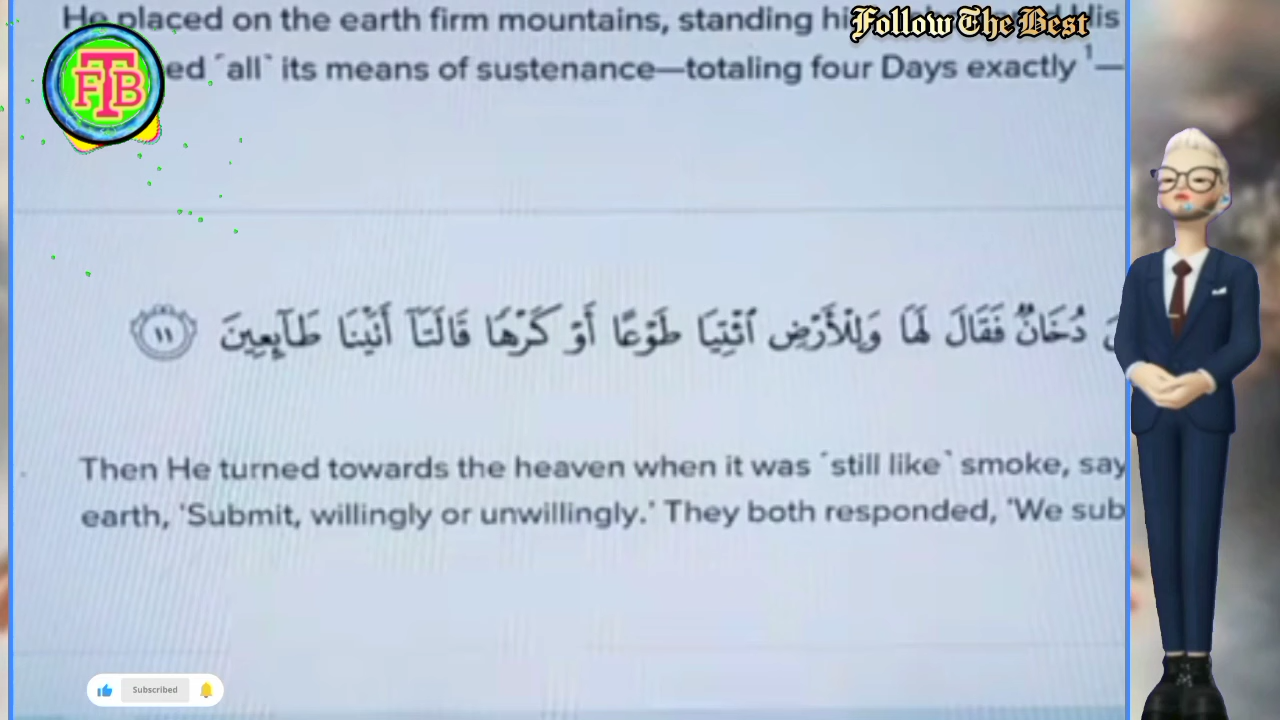 Follow The Best
He placed on the earth firm mountains, standing hi
FTB
ed ´all` its means of sustenance—totaling four Days exactly ¹—
دُخَانٌ فَقَالَ لَهَا وَلِلْأَرْضِ ٱئْتِيَا طَوْعًا أَوْ كَرْهًا قَالَتَآ أَتَيْنَا طَآئِعِينَ ١١
Then He turned towards the heaven when it was ´still like` smoke, say
earth, 'Submit, willingly or unwillingly.' They both responded, 'We sub
Subscribed